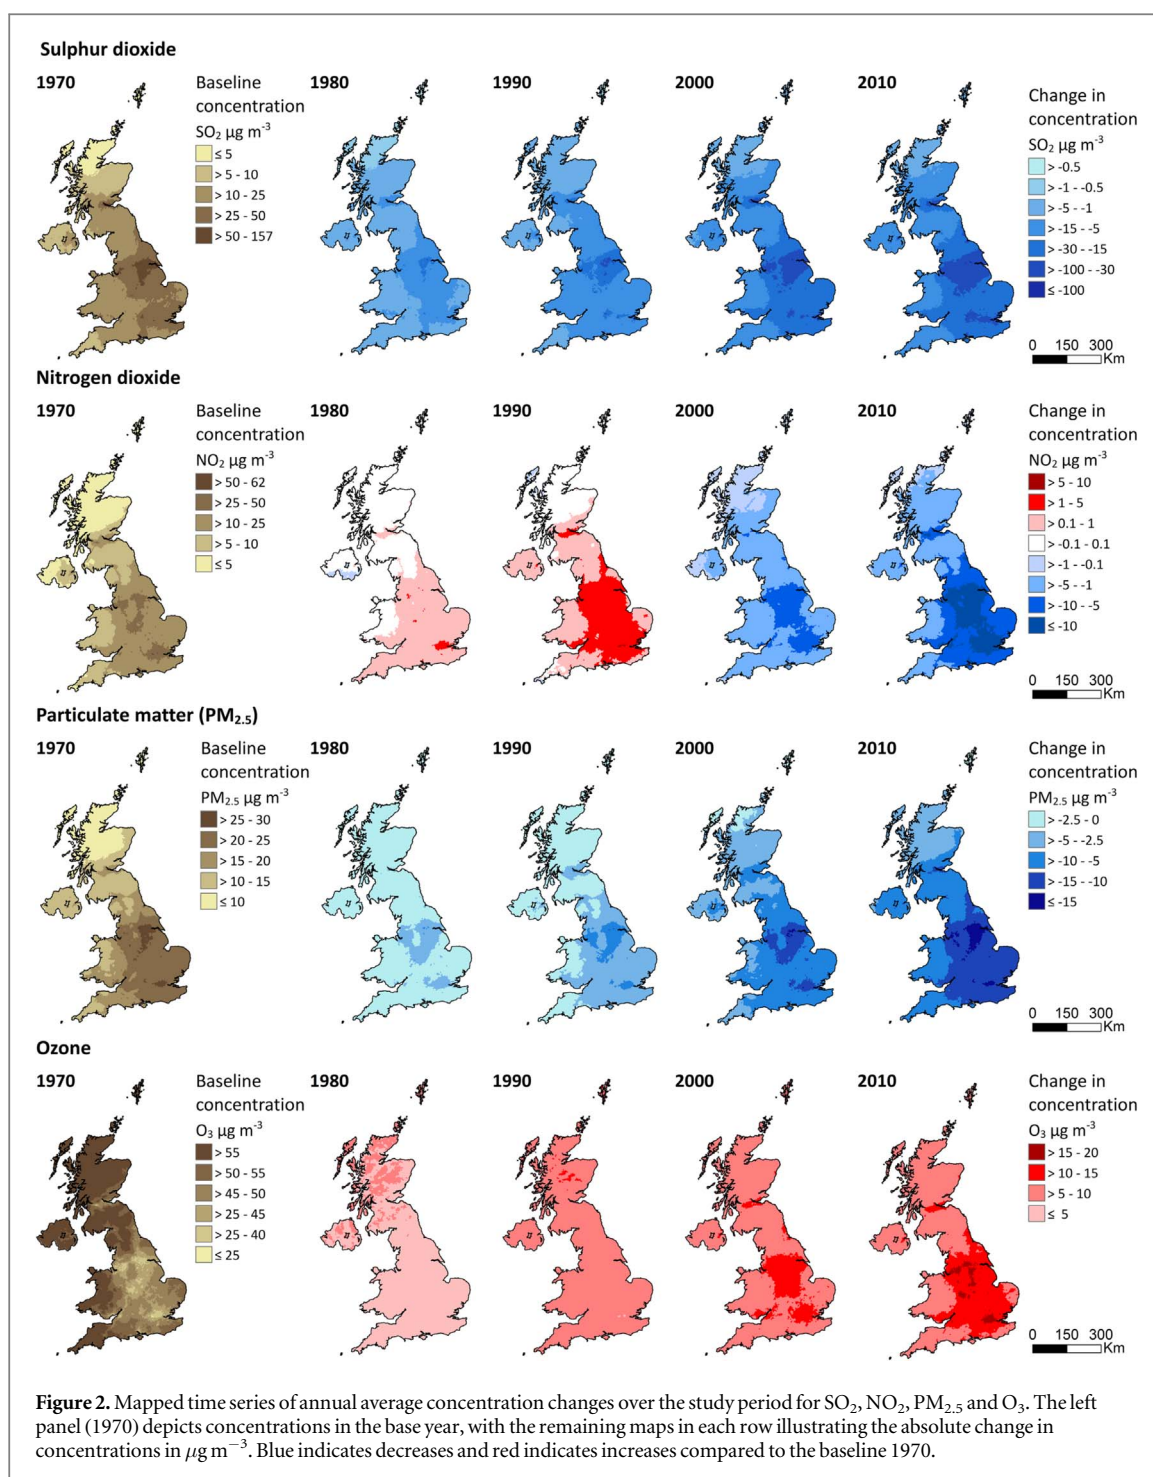 Sulphur dioxide
1970
Baseline
concentration
SO₂ µg m⁻³
≤ 5
> 5 - 10
> 10 - 25
> 25 - 50
> 50 - 157
1980
1990
2000
2010
Change in
concentration
SO₂ µg m⁻³
> -0.5
> -1 - -0.5
> -5 - -1
> -15 - -5
> -30 - -15
> -100 - -30
≤ -100
0 150 300
Km
Nitrogen dioxide
1970
Baseline
concentration
NO₂ µg m⁻³
> 50 - 62
> 25 - 50
> 10 - 25
> 5 - 10
≤ 5
1980
1990
2000
2010
Change in
concentration
NO₂ µg m⁻³
> 5 - 10
> 1 - 5
> 0.1 - 1
> -0.1 - 0.1
> -1 - -0.1
> -5 - -1
> -10 - -5
≤ -10
0 150 300
Km
Particulate matter (PM₂.₅)
1970
Baseline
concentration
PM₂.₅ µg m⁻³
> 25 - 30
> 20 - 25
> 15 - 20
> 10 - 15
≤ 10
1980
1990
2000
2010
Change in
concentration
PM₂.₅ µg m⁻³
> -2.5 - 0
> -5 - -2.5
> -10 - -5
> -15 - -10
≤ -15
0 150 300
Km
Ozone
1970
Baseline
concentration
O₃ µg m⁻³
> 55
> 50 - 55
> 45 - 50
> 25 - 45
> 25 - 40
≤ 25
1980
1990
2000
2010
Change in
concentration
O₃ µg m⁻³
> 15 - 20
> 10 - 15
> 5 - 10
≤ 5
0 150 300
Km
Figure 2. Mapped time series of annual average concentration changes over the study period for SO₂, NO₂, PM₂.₅ and O₃. The left
panel (1970) depicts concentrations in the base year, with the remaining maps in each row illustrating the absolute change in
concentrations in µg m⁻³. Blue indicates decreases and red indicates increases compared to the baseline 1970.